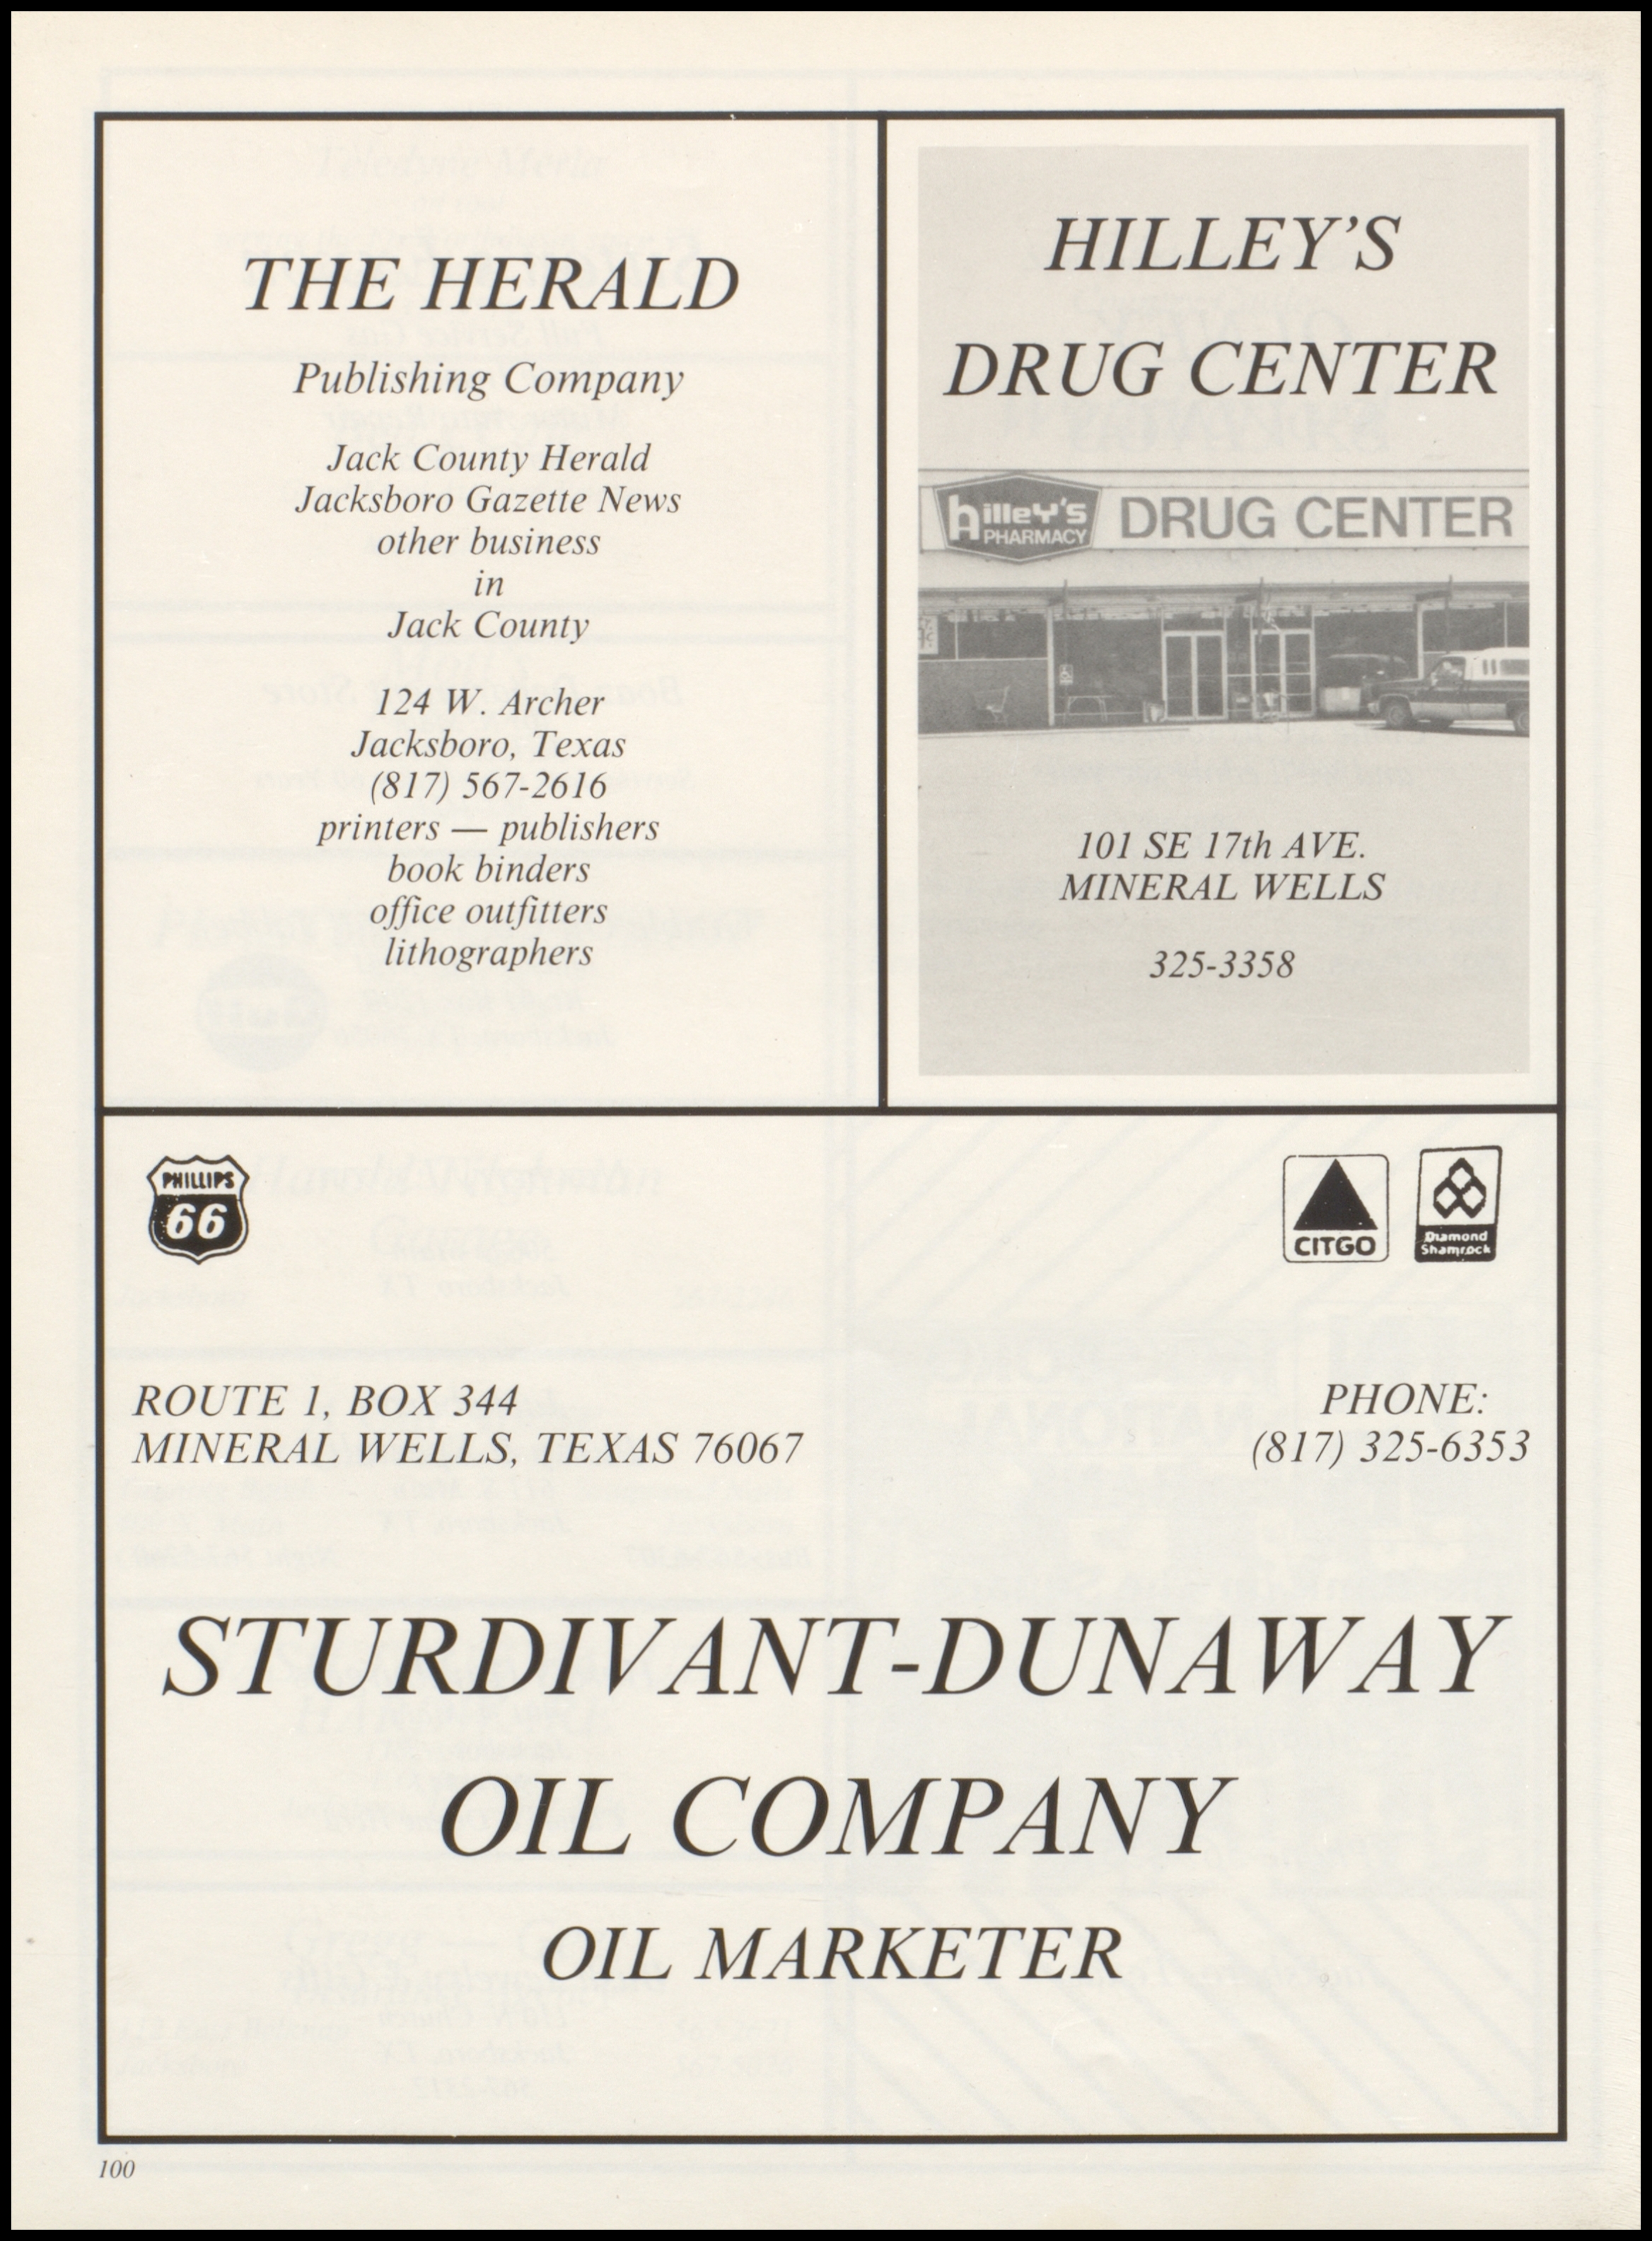 THE HERALD
Publishing Company
Jack County Herald
Jacksboro Gazette News
other business
in
Jack County
124 W. Archer
Jacksboro, Texas
(817) 567-2616
printers — publishers
book binders
office outfitters
lithographers
HILLEY'S
DRUG CENTER
hilleY's
PHARMACY
DRUG CENTER
101 SE 17th AVE.
MINERAL WELLS
325-3358
PHILLIPS
66
CITGO
Diamond
Shamrock
ROUTE 1, BOX 344
MINERAL WELLS, TEXAS 76067
PHONE:
(817) 325-6353
STURDIVANT-DUNAWAY
OIL COMPANY
OIL MARKETER
100